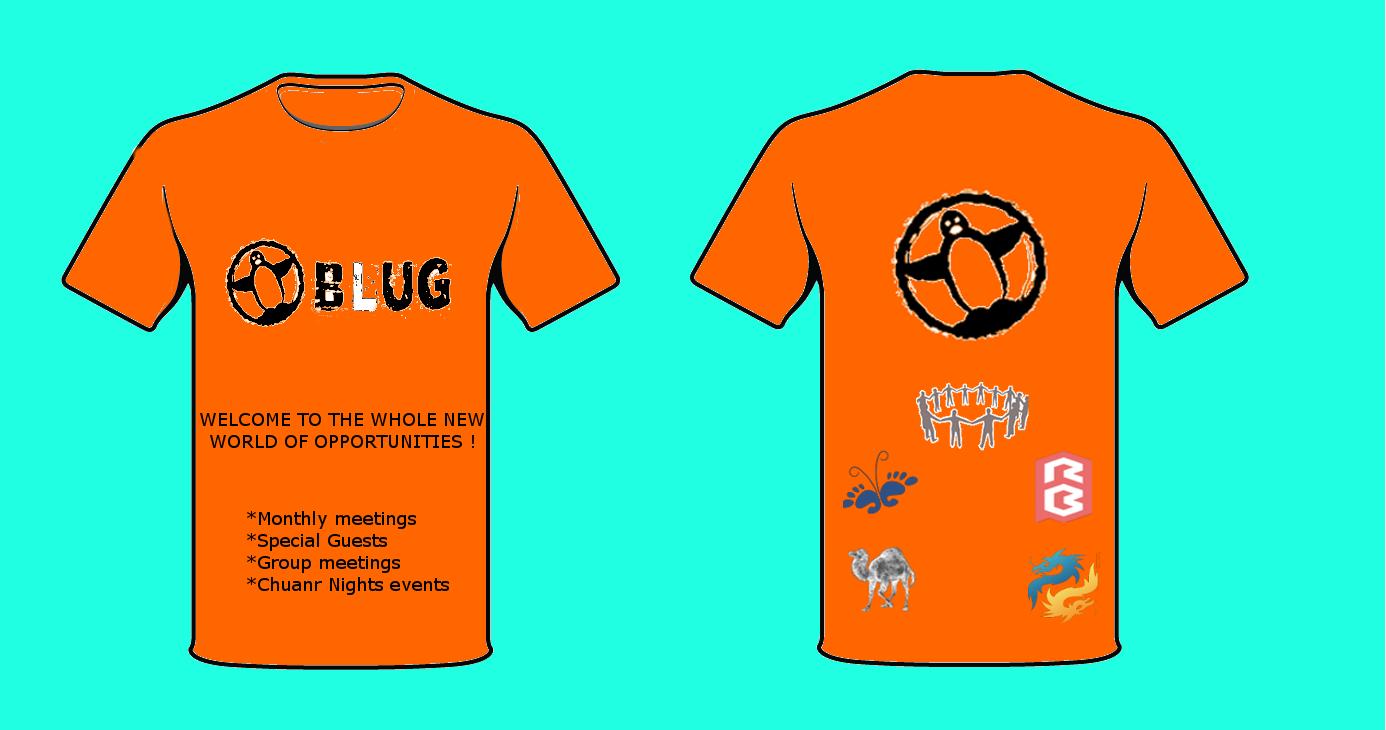 BLUG
WELCOME TO THE WHOLE NEW
WORLD OF OPPORTUNITIES !
*Monthly meetings
*Special Guests
*Group meetings
*Chuanr Nights events
R
B